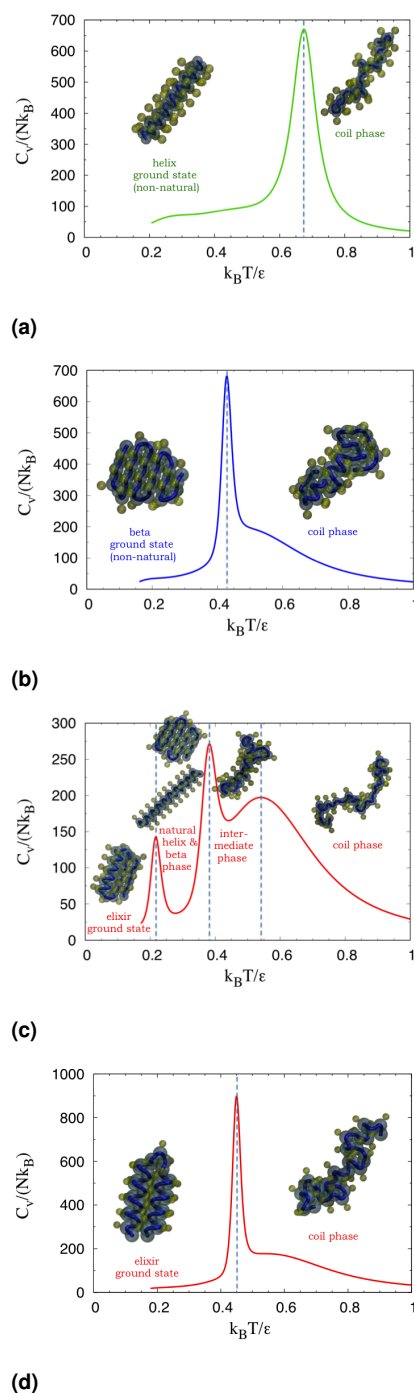 700
600
500
400
300
200
100
0
C_v/(Nk_B)
helix
ground state
(non-natural)
coil phase
0 0.2 0.4 0.6 0.8 1
k_BT/ε
(a)
700
600
500
400
300
200
100
0
C_v/(Nk_B)
beta
ground state
(non-natural)
coil phase
0 0.2 0.4 0.6 0.8 1
k_BT/ε
(b)
300
250
200
150
100
50
0
C_v/(Nk_B)
elixir
ground state
natural
helix &
beta
phase
inter-
mediate
phase
coil phase
0 0.2 0.4 0.6 0.8 1
k_BT/ε
(c)
1000
800
600
400
200
0
C_v/(Nk_B)
elixir
ground state
coil phase
0 0.2 0.4 0.6 0.8 1
k_BT/ε
(d)